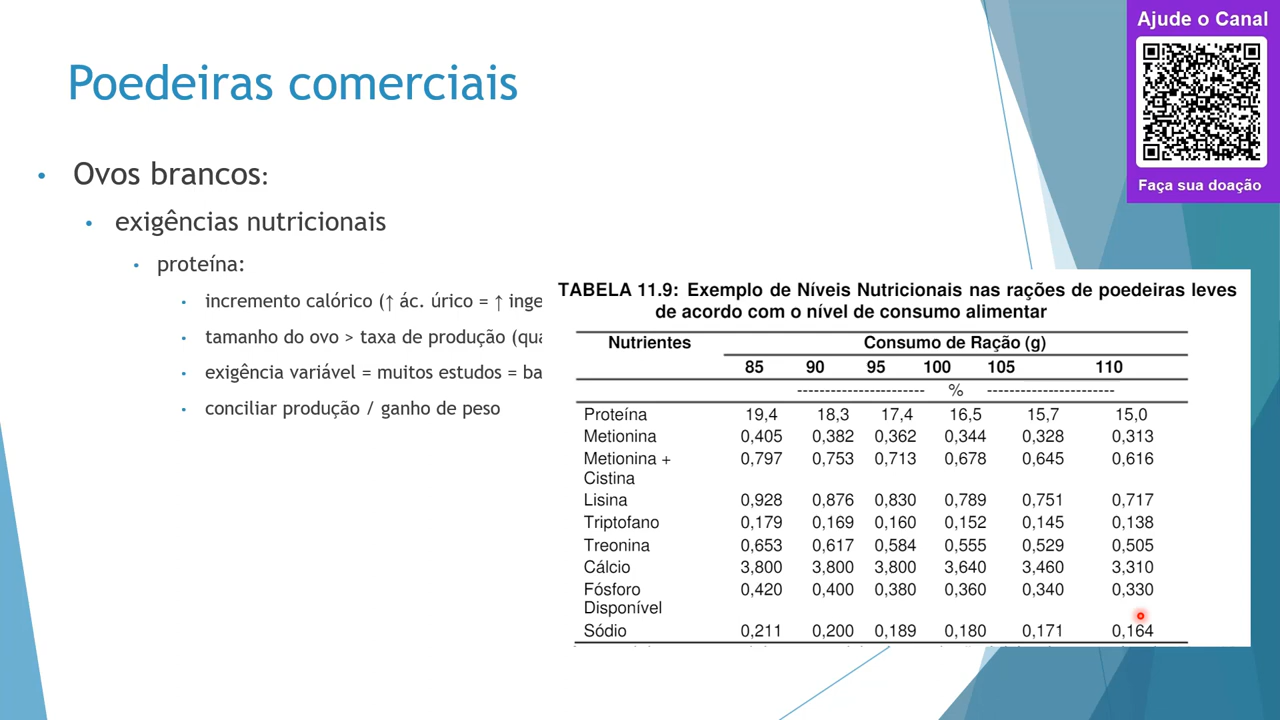 Ajude o Canal
Faça sua doação
Poedeiras comerciais
• Ovos brancos:
• exigências nutricionais
• proteína:
• incremento calórico (↑ ác. úrico = ↑ inge
• tamanho do ovo > taxa de produção (qua
• exigência variável = muitos estudos = ba
• conciliar produção / ganho de peso
TABELA 11.9: Exemplo de Níveis Nutricionais nas rações de poedeiras leves
de acordo com o nível de consumo alimentar
Nutrientes Consumo de Ração (g)
85 90 95 100 105 110
----------------------- % -----------------------
Proteína 19,4 18,3 17,4 16,5 15,7 15,0
Metionina 0,405 0,382 0,362 0,344 0,328 0,313
Metionina + 0,797 0,753 0,713 0,678 0,645 0,616
Cistina
Lisina 0,928 0,876 0,830 0,789 0,751 0,717
Triptofano 0,179 0,169 0,160 0,152 0,145 0,138
Treonina 0,653 0,617 0,584 0,555 0,529 0,505
Cálcio 3,800 3,800 3,800 3,640 3,460 3,310
Fósforo 0,420 0,400 0,380 0,360 0,340 0,330
Disponível
Sódio 0,211 0,200 0,189 0,180 0,171 0,164